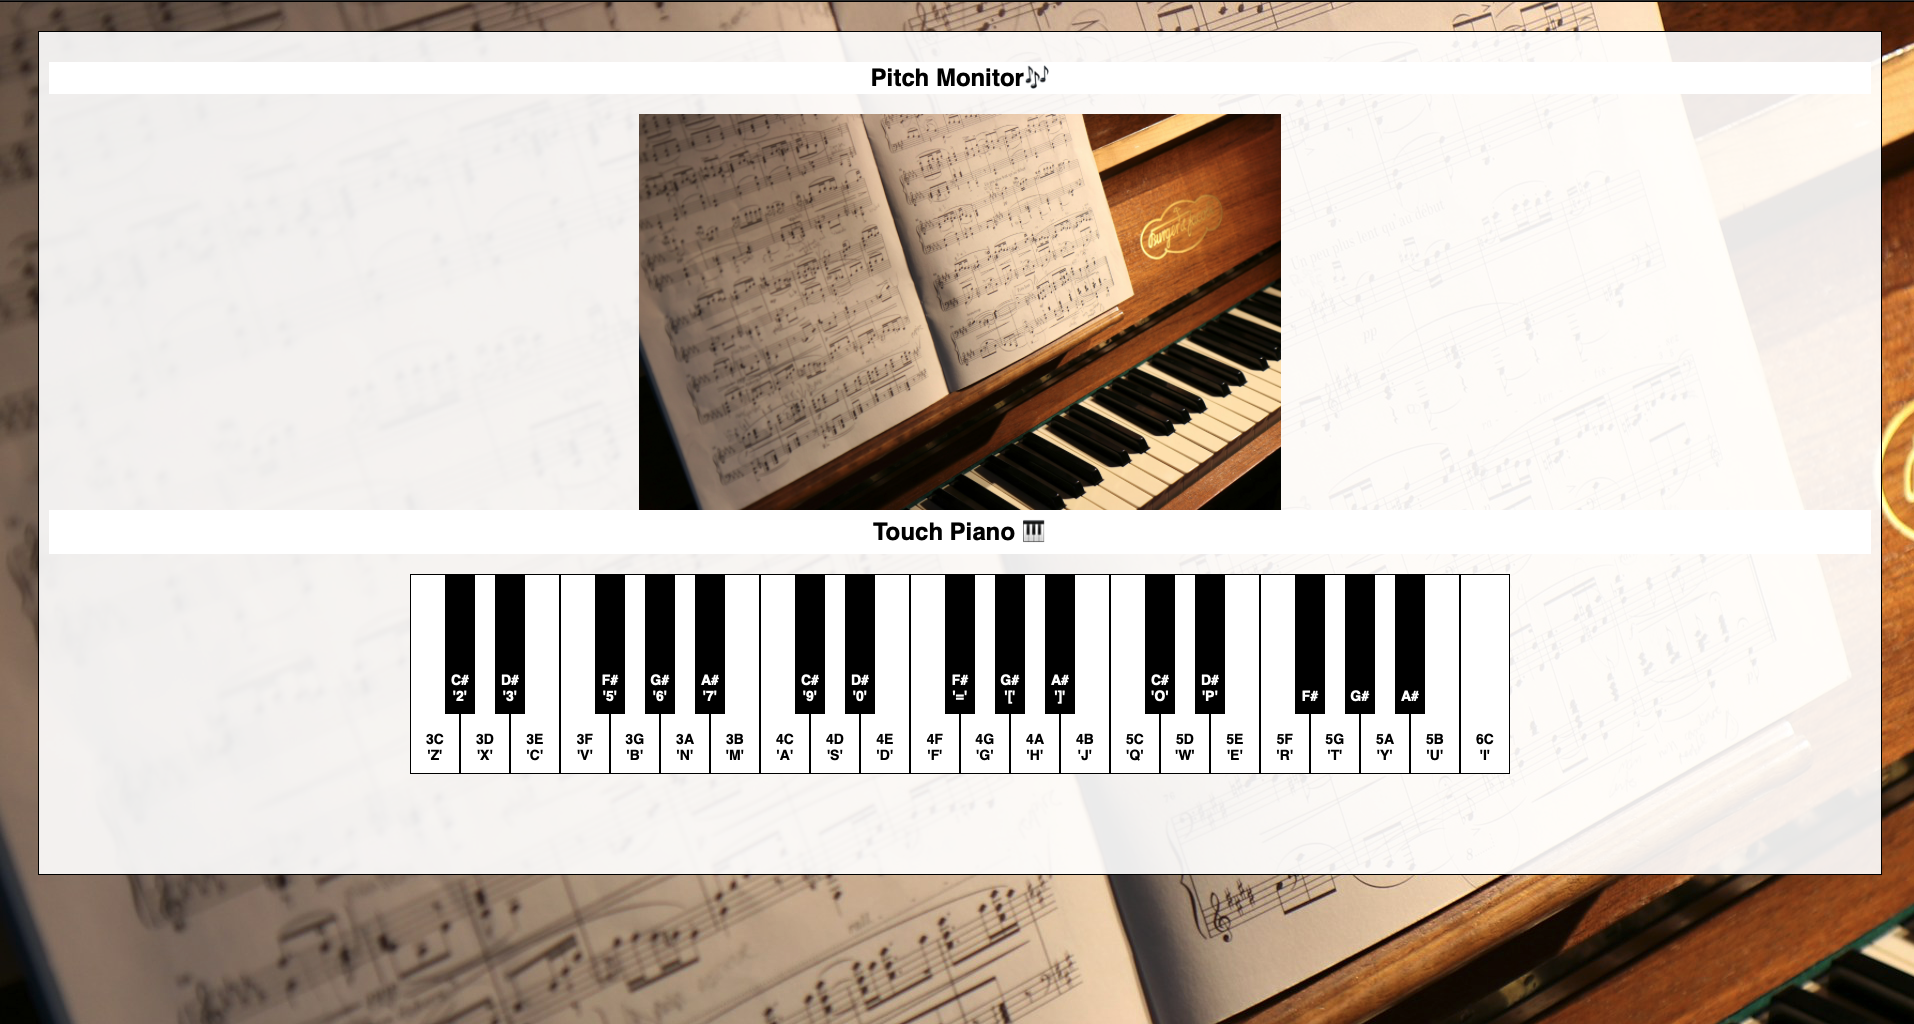 Pitch Monitor🎶
Touch Piano 🎹
C# D# F# G# A# C# D# F# G# A# C# D# F# G# A#
'2' '3' '5' '6' '7' '9' '0' '=' '[' ']' 'O' 'P'
3C 3D 3E 3F 3G 3A 3B 4C 4D 4E 4F 4G 4A 4B 5C 5D 5E 5F 5G 5A 5B 6C
'Z' 'X' 'C' 'V' 'B' 'N' 'M' 'A' 'S' 'D' 'F' 'G' 'H' 'J' 'Q' 'W' 'E' 'R' 'T' 'Y' 'U' 'I'